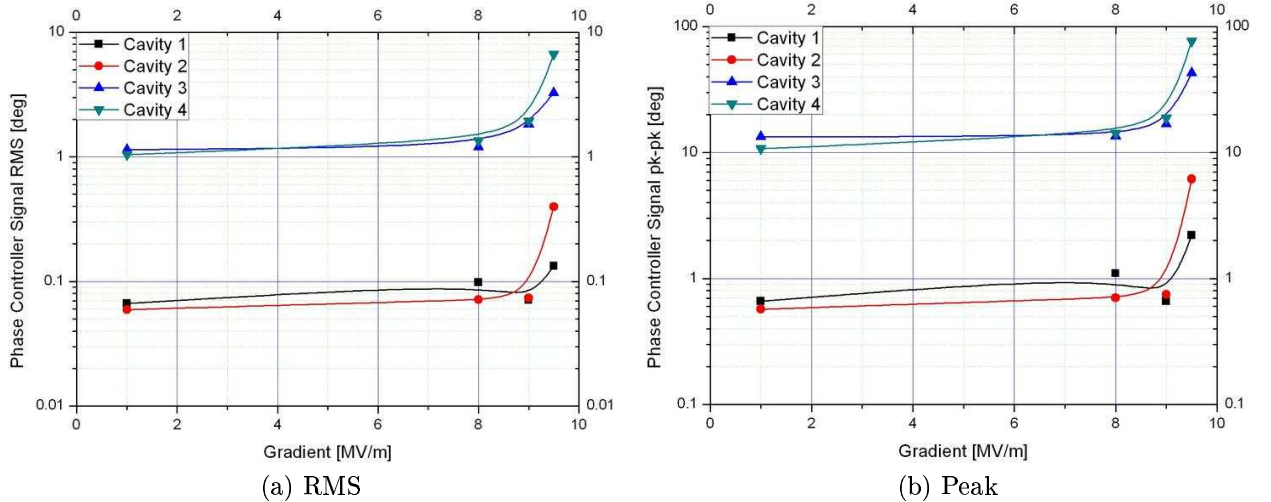 0 2 4 6 8 10
10 10
Cavity 1
Cavity 2
Cavity 3
Cavity 4
1 1
0.1 0.1
0.01 0.01
0 2 4 6 8 10
Phase Controller Signal RMS [deg]
Gradient [MV/m]
(a) RMS
0 2 4 6 8 10
100 100
Cavity 1
Cavity 2
Cavity 3
Cavity 4
10 10
1 1
0.1 0.1
0 2 4 6 8 10
Phase Controller Signal pk-pk [deg]
Gradient [MV/m]
(b) Peak